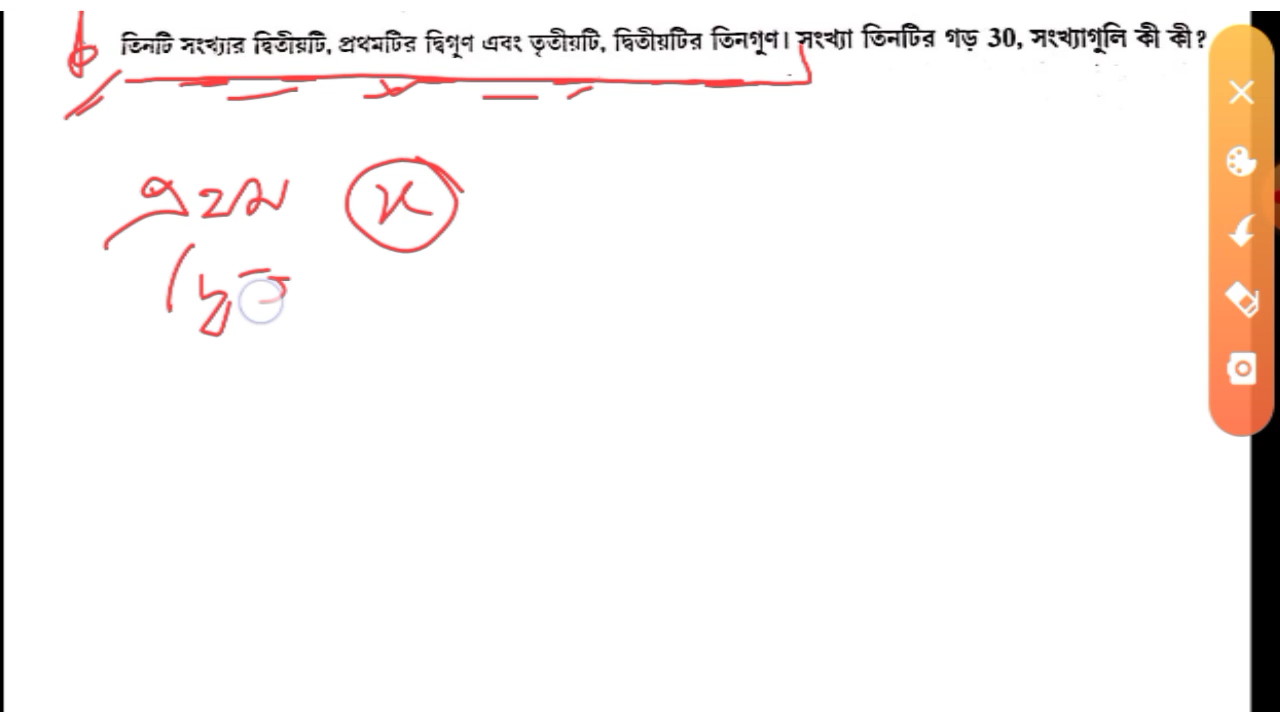 তিনটি সংখ্যার দ্বিতীয়টি, প্রথমটির দ্বিগুণ এবং তৃতীয়টি, দ্বিতীয়টির তিনগুণ। সংখ্যা তিনটির গড় 30, সংখ্যাগুলি কী কী?
প্রথম x